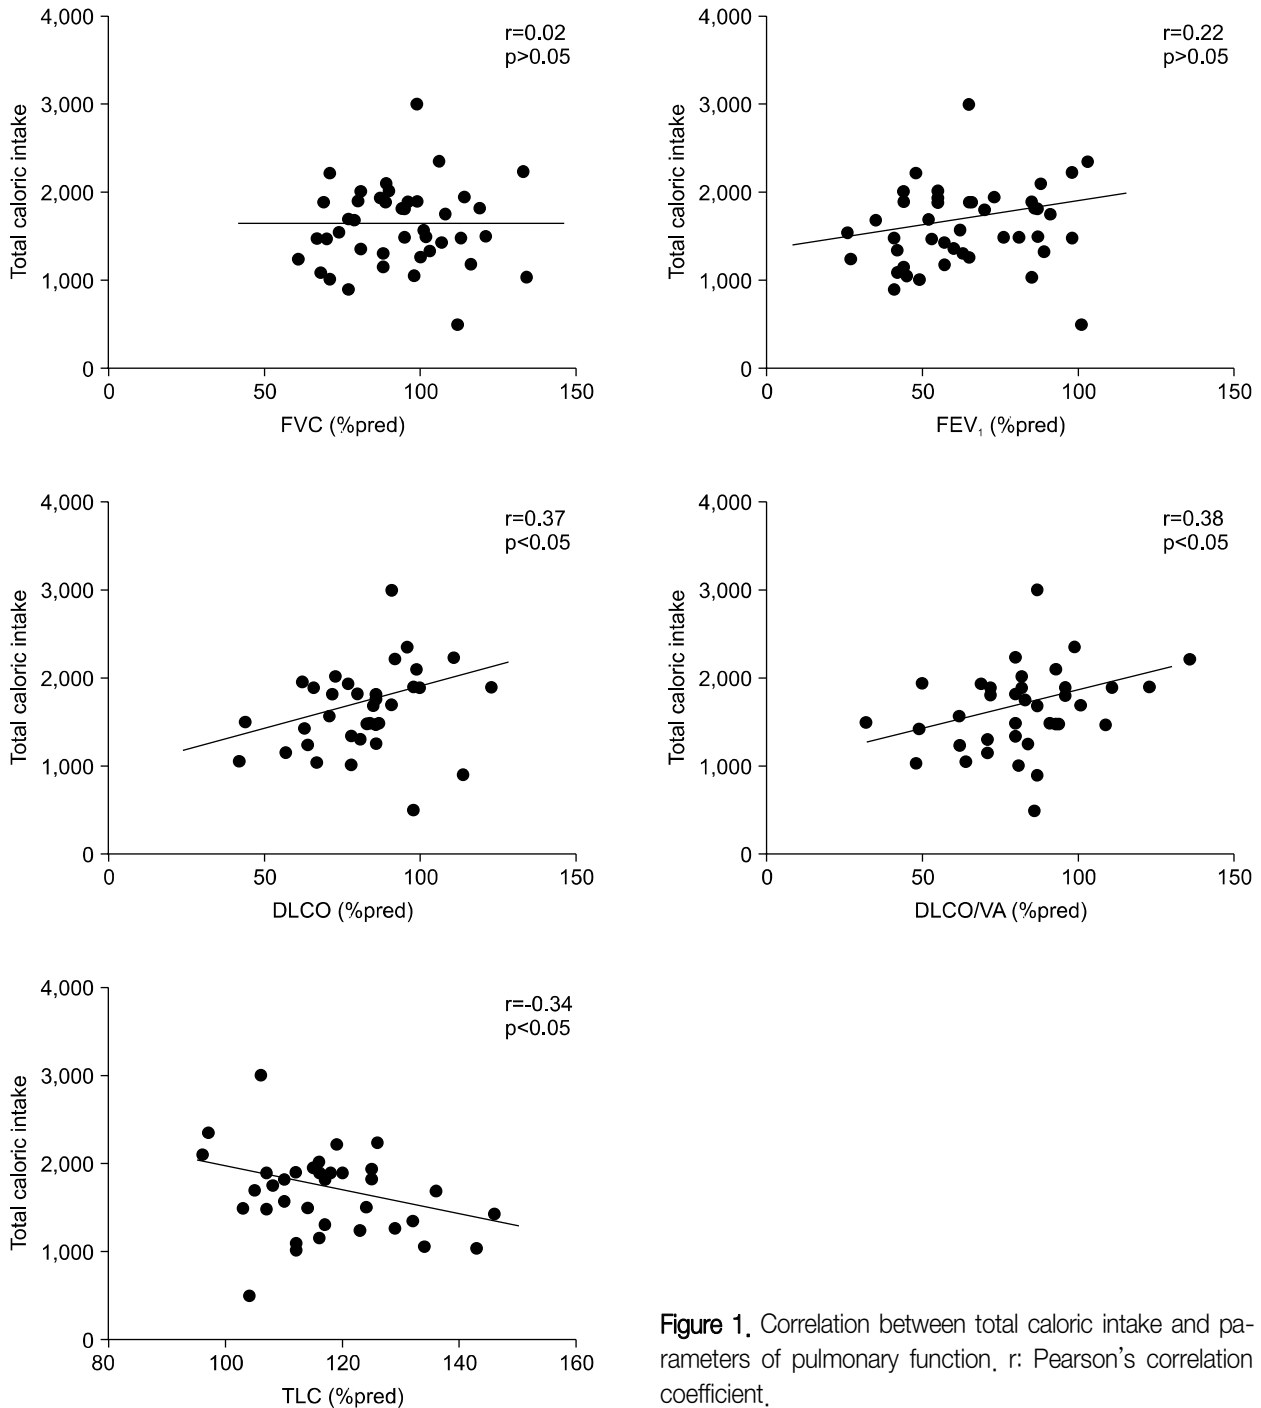 4,000
r=0.02
p>0.05
3,000
Total caloric intake
2,000
1,000
0
0 50 100 150
FVC (%pred)
4,000
r=0.22
p>0.05
3,000
Total caloric intake
2,000
1,000
0
0 50 100 150
FEV₁ (%pred)
4,000
r=0.37
p<0.05
3,000
Total caloric intake
2,000
1,000
0
0 50 100 150
DLCO (%pred)
4,000
r=0.38
p<0.05
3,000
Total caloric intake
2,000
1,000
0
0 50 100 150
DLCO/VA (%pred)
4,000
r=-0.34
p<0.05
3,000
Total caloric intake
2,000
1,000
0
80 100 120 140 160
TLC (%pred)
Figure 1. Correlation between total caloric intake and pa-
rameters of pulmonary function. r: Pearson's correlation
coefficient.